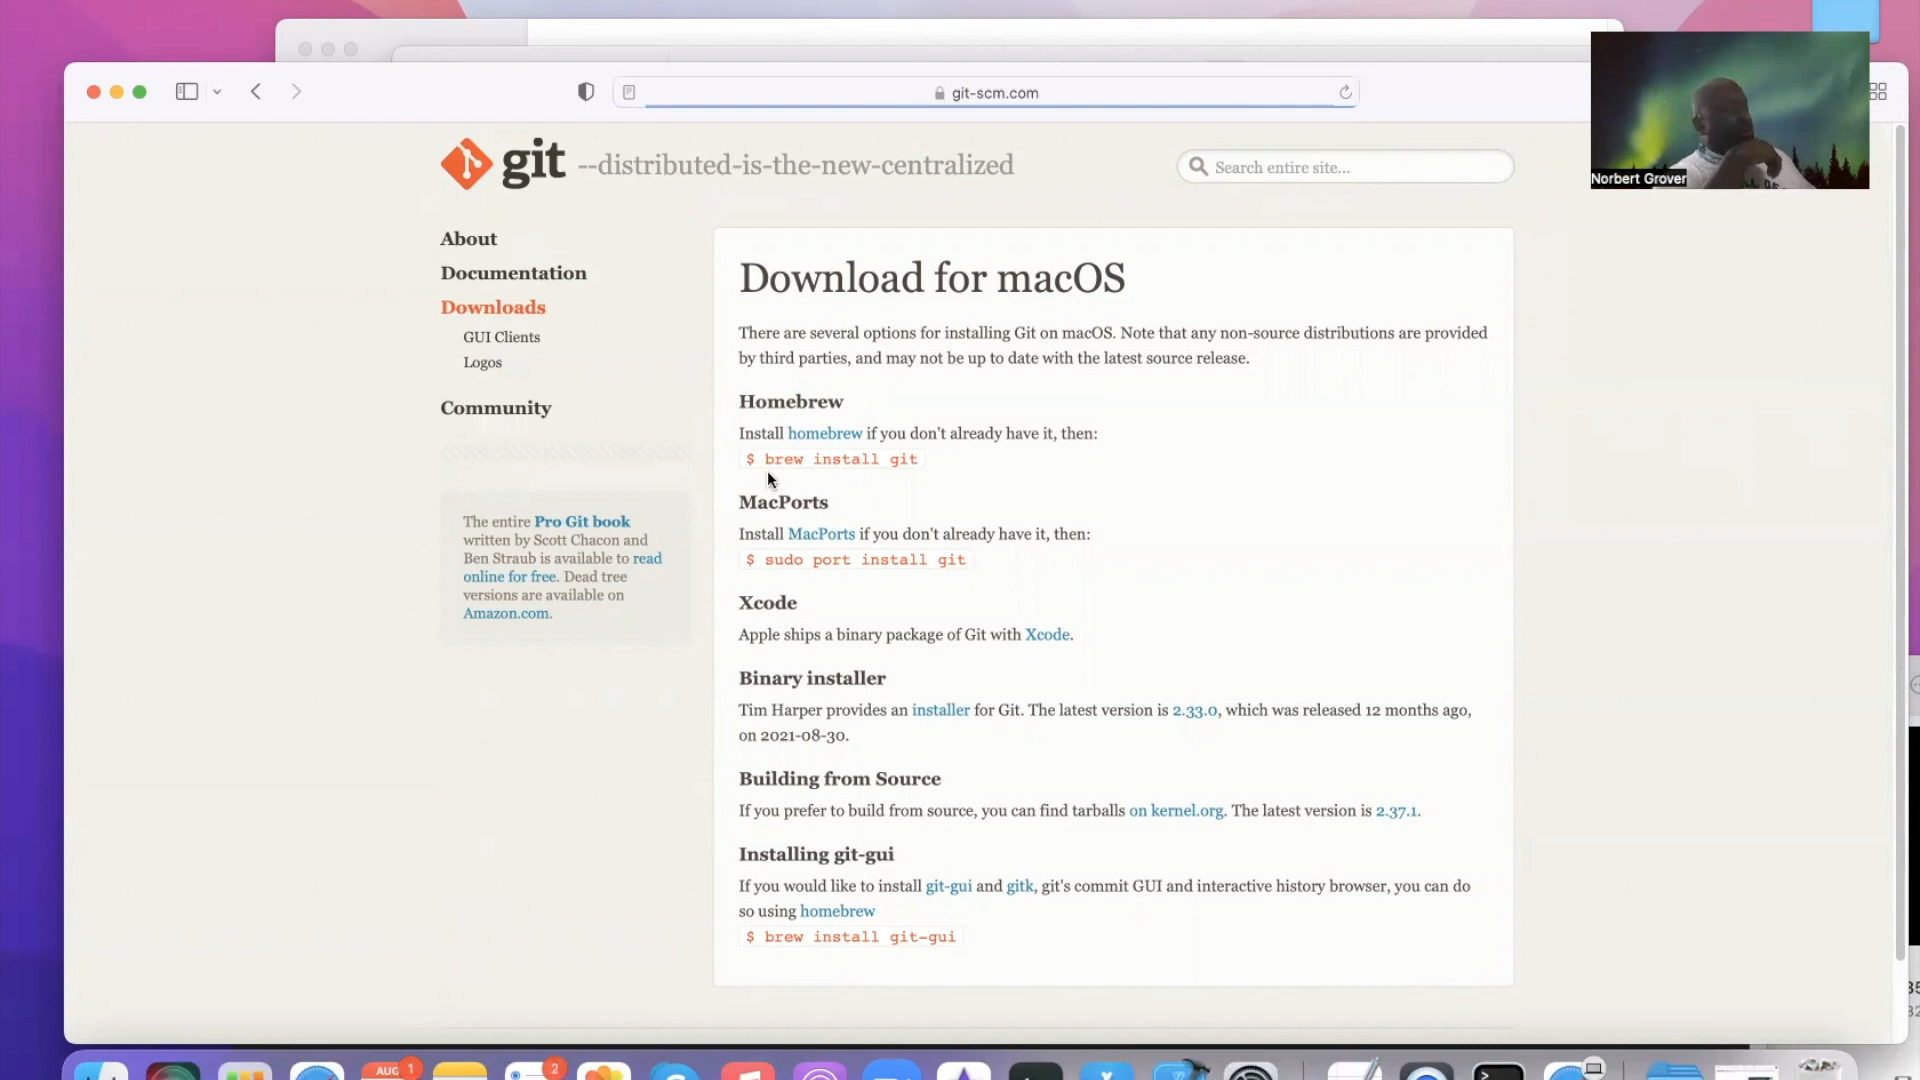 git-scm.com
git --distributed-is-the-new-centralized
Search entire site...
Norbert Grover
About
Documentation
Downloads
GUI Clients
Logos
Community
The entire Pro Git book
written by Scott Chacon and
Ben Straub is available to read
online for free. Dead tree
versions are available on
Amazon.com.
Download for macOS
There are several options for installing Git on macOS. Note that any non-source distributions are provided
by third parties, and may not be up to date with the latest source release.
Homebrew
Install homebrew if you don't already have it, then:
$ brew install git
MacPorts
Install MacPorts if you don't already have it, then:
$ sudo port install git
Xcode
Apple ships a binary package of Git with Xcode.
Binary installer
Tim Harper provides an installer for Git. The latest version is 2.33.0, which was released 12 months ago,
on 2021-08-30.
Building from Source
If you prefer to build from source, you can find tarballs on kernel.org. The latest version is 2.37.1.
Installing git-gui
If you would like to install git-gui and gitk, git's commit GUI and interactive history browser, you can do
so using homebrew
$ brew install git-gui
AUG 1
2